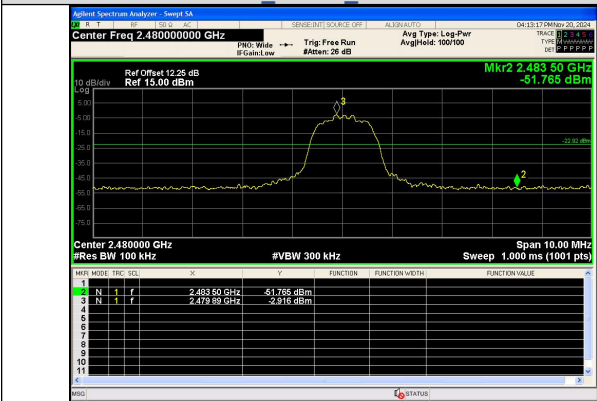 Agilent Spectrum Analyzer - Swept SA
R T RF 50 Ω AC SENSE:INT SOURCE OFF ALIGN AUTO 04:13:17 PM Nov 20, 2024
Center Freq 2.480000000 GHz
Avg Type: Log-Pwr
TRACE 1 2 3 4 5 6
PNO: Wide Trig: Free Run Avg|Hold: 100/100
TYPE
IFGain:Low #Atten: 26 dB
DET P P P P P P
Mkr2 2.483 50 GHz
-51.765 dBm
Ref Offset 12.25 dB
10 dB/div Ref 15.00 dBm
Log
5.00
-5.00
-15.0
-25.0
-35.0
-45.0
-55.0
-65.0
-75.0
3
-22.92 dBm
2
Center 2.480000 GHz Span 10.00 MHz
#Res BW 100 kHz #VBW 300 kHz Sweep 1.000 ms (1001 pts)
MKR MODE TRC SCL X Y FUNCTION FUNCTION WIDTH FUNCTION VALUE
1
2 N 1 f 2.483 50 GHz -51.765 dBm
3 N 1 f 2.479 89 GHz -2.916 dBm
4
5
6
7
8
9
10
11
MSG STATUS